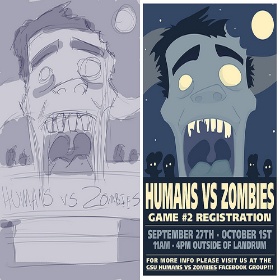 HUMANS VS ZOMBIES
HUMANS VS ZOMBIES
GAME #2 REGISTRATION
SEPTEMBER 27TH - OCTOBER 1ST
11AM - 4PM OUTSIDE OF LANDRUM
FOR MORE INFO PLEASE VISIT US AT THE
CSU HUMANS VS ZOMBIES FACEBOOK GROUP!!!